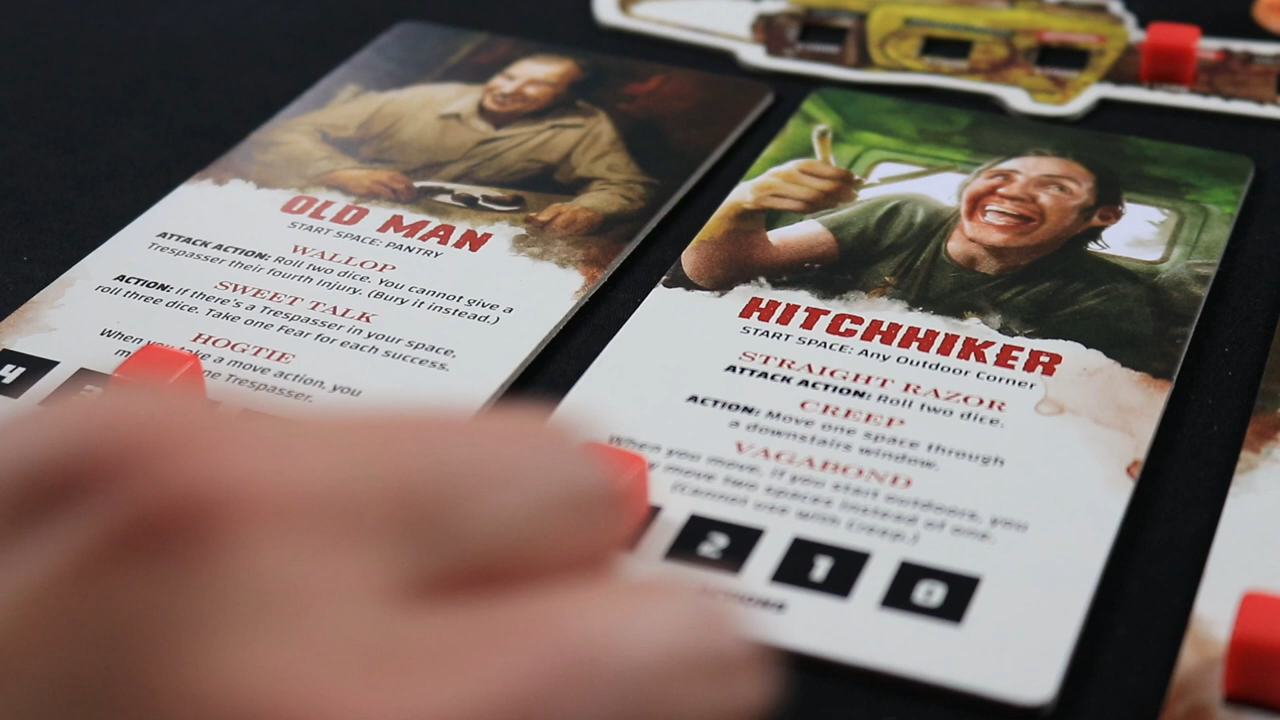 OLD MAN
START SPACE: PANTRY
WALLOP
ATTACK ACTION: Roll two dice. You cannot give a
Trespasser their fourth Injury. (Bury it instead.)
SWEET TALK
ACTION: If there's a Trespasser in your space,
roll three dice. Take one Fear for each success.
HOGTIE
When you take a move action, you
one Trespasser.
4
3
HITCHHIKER
START SPACE: Any Outdoor Corner
STRAIGHT RAZOR
ATTACK ACTION: Roll two dice.
CREEP
ACTION: Move one space through
a downstairs window.
VAGABOND
When you move, if you start outdoors, you
move two spaces instead of one.
(Cannot use with Creep.)
2 1 0